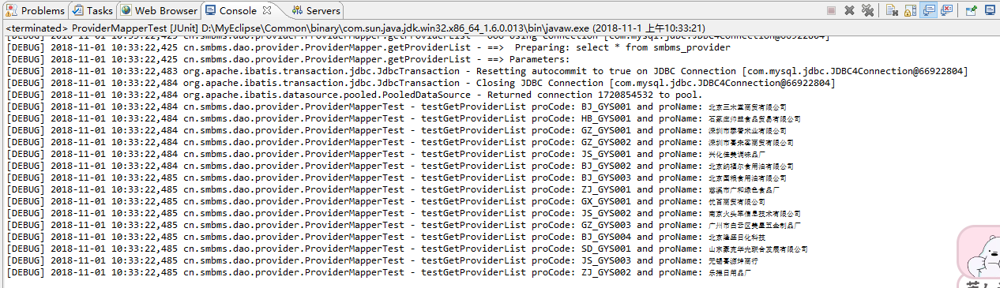 Problems Tasks Web Browser Console Servers
<terminated> ProviderMapperTest [JUnit] D:\MyEclipse\Common\binary\com.sun.java.jdk.win32.x86_64_1.6.0.013\bin\javaw.exe (2018-11-1 上午10:33:21)
[DEBUG] 2018-11-01 10:33:22,425 cn.smbms.dao.provider.ProviderMapper.getProviderList - ooo Using Connection [com.mysql.jdbc.JDBC4Connection@66922804]
[DEBUG] 2018-11-01 10:33:22,425 cn.smbms.dao.provider.ProviderMapper.getProviderList - ==>  Preparing: select * from smbms_provider
[DEBUG] 2018-11-01 10:33:22,425 cn.smbms.dao.provider.ProviderMapper.getProviderList - ==> Parameters:
[DEBUG] 2018-11-01 10:33:22,483 org.apache.ibatis.transaction.jdbc.JdbcTransaction - Resetting autocommit to true on JDBC Connection [com.mysql.jdbc.JDBC4Connection@66922804]
[DEBUG] 2018-11-01 10:33:22,484 org.apache.ibatis.transaction.jdbc.JdbcTransaction - Closing JDBC Connection [com.mysql.jdbc.JDBC4Connection@66922804]
[DEBUG] 2018-11-01 10:33:22,484 org.apache.ibatis.datasource.pooled.PooledDataSource - Returned connection 1720854532 to pool.
[DEBUG] 2018-11-01 10:33:22,484 cn.smbms.dao.provider.ProviderMapperTest - testGetProviderList proCode: BJ_GYS001 and proName: 北京三木堂商贸有限公司
[DEBUG] 2018-11-01 10:33:22,484 cn.smbms.dao.provider.ProviderMapperTest - testGetProviderList proCode: HB_GYS001 and proName: 石家庄帅益食品贸易有限公司
[DEBUG] 2018-11-01 10:33:22,484 cn.smbms.dao.provider.ProviderMapperTest - testGetProviderList proCode: GZ_GYS001 and proName: 深圳市泰香米业有限公司
[DEBUG] 2018-11-01 10:33:22,484 cn.smbms.dao.provider.ProviderMapperTest - testGetProviderList proCode: GZ_GYS002 and proName: 深圳市喜来客商贸有限公司
[DEBUG] 2018-11-01 10:33:22,484 cn.smbms.dao.provider.ProviderMapperTest - testGetProviderList proCode: JS_GYS001 and proName: 兴化佳美调味品厂
[DEBUG] 2018-11-01 10:33:22,484 cn.smbms.dao.provider.ProviderMapperTest - testGetProviderList proCode: BJ_GYS002 and proName: 北京纳福尔食用油有限公司
[DEBUG] 2018-11-01 10:33:22,485 cn.smbms.dao.provider.ProviderMapperTest - testGetProviderList proCode: BJ_GYS003 and proName: 北京国粮食用油有限公司
[DEBUG] 2018-11-01 10:33:22,485 cn.smbms.dao.provider.ProviderMapperTest - testGetProviderList proCode: ZJ_GYS001 and proName: 慈溪市广和绿色食品厂
[DEBUG] 2018-11-01 10:33:22,485 cn.smbms.dao.provider.ProviderMapperTest - testGetProviderList proCode: GX_GYS001 and proName: 优百商贸有限公司
[DEBUG] 2018-11-01 10:33:22,485 cn.smbms.dao.provider.ProviderMapperTest - testGetProviderList proCode: JS_GYS002 and proName: 南京火头军信息技术有限公司
[DEBUG] 2018-11-01 10:33:22,485 cn.smbms.dao.provider.ProviderMapperTest - testGetProviderList proCode: GZ_GYS003 and proName: 广州市白云区美星五金制品厂
[DEBUG] 2018-11-01 10:33:22,485 cn.smbms.dao.provider.ProviderMapperTest - testGetProviderList proCode: BJ_GYS004 and proName: 北京隆盛日化科技
[DEBUG] 2018-11-01 10:33:22,485 cn.smbms.dao.provider.ProviderMapperTest - testGetProviderList proCode: SD_GYS001 and proName: 山东豪克华光联合发展有限公司
[DEBUG] 2018-11-01 10:33:22,485 cn.smbms.dao.provider.ProviderMapperTest - testGetProviderList proCode: JS_GYS003 and proName: 无锡喜源坤商行
[DEBUG] 2018-11-01 10:33:22,485 cn.smbms.dao.provider.ProviderMapperTest - testGetProviderList proCode: ZJ_GYS002 and proName: 乐摆日用品厂